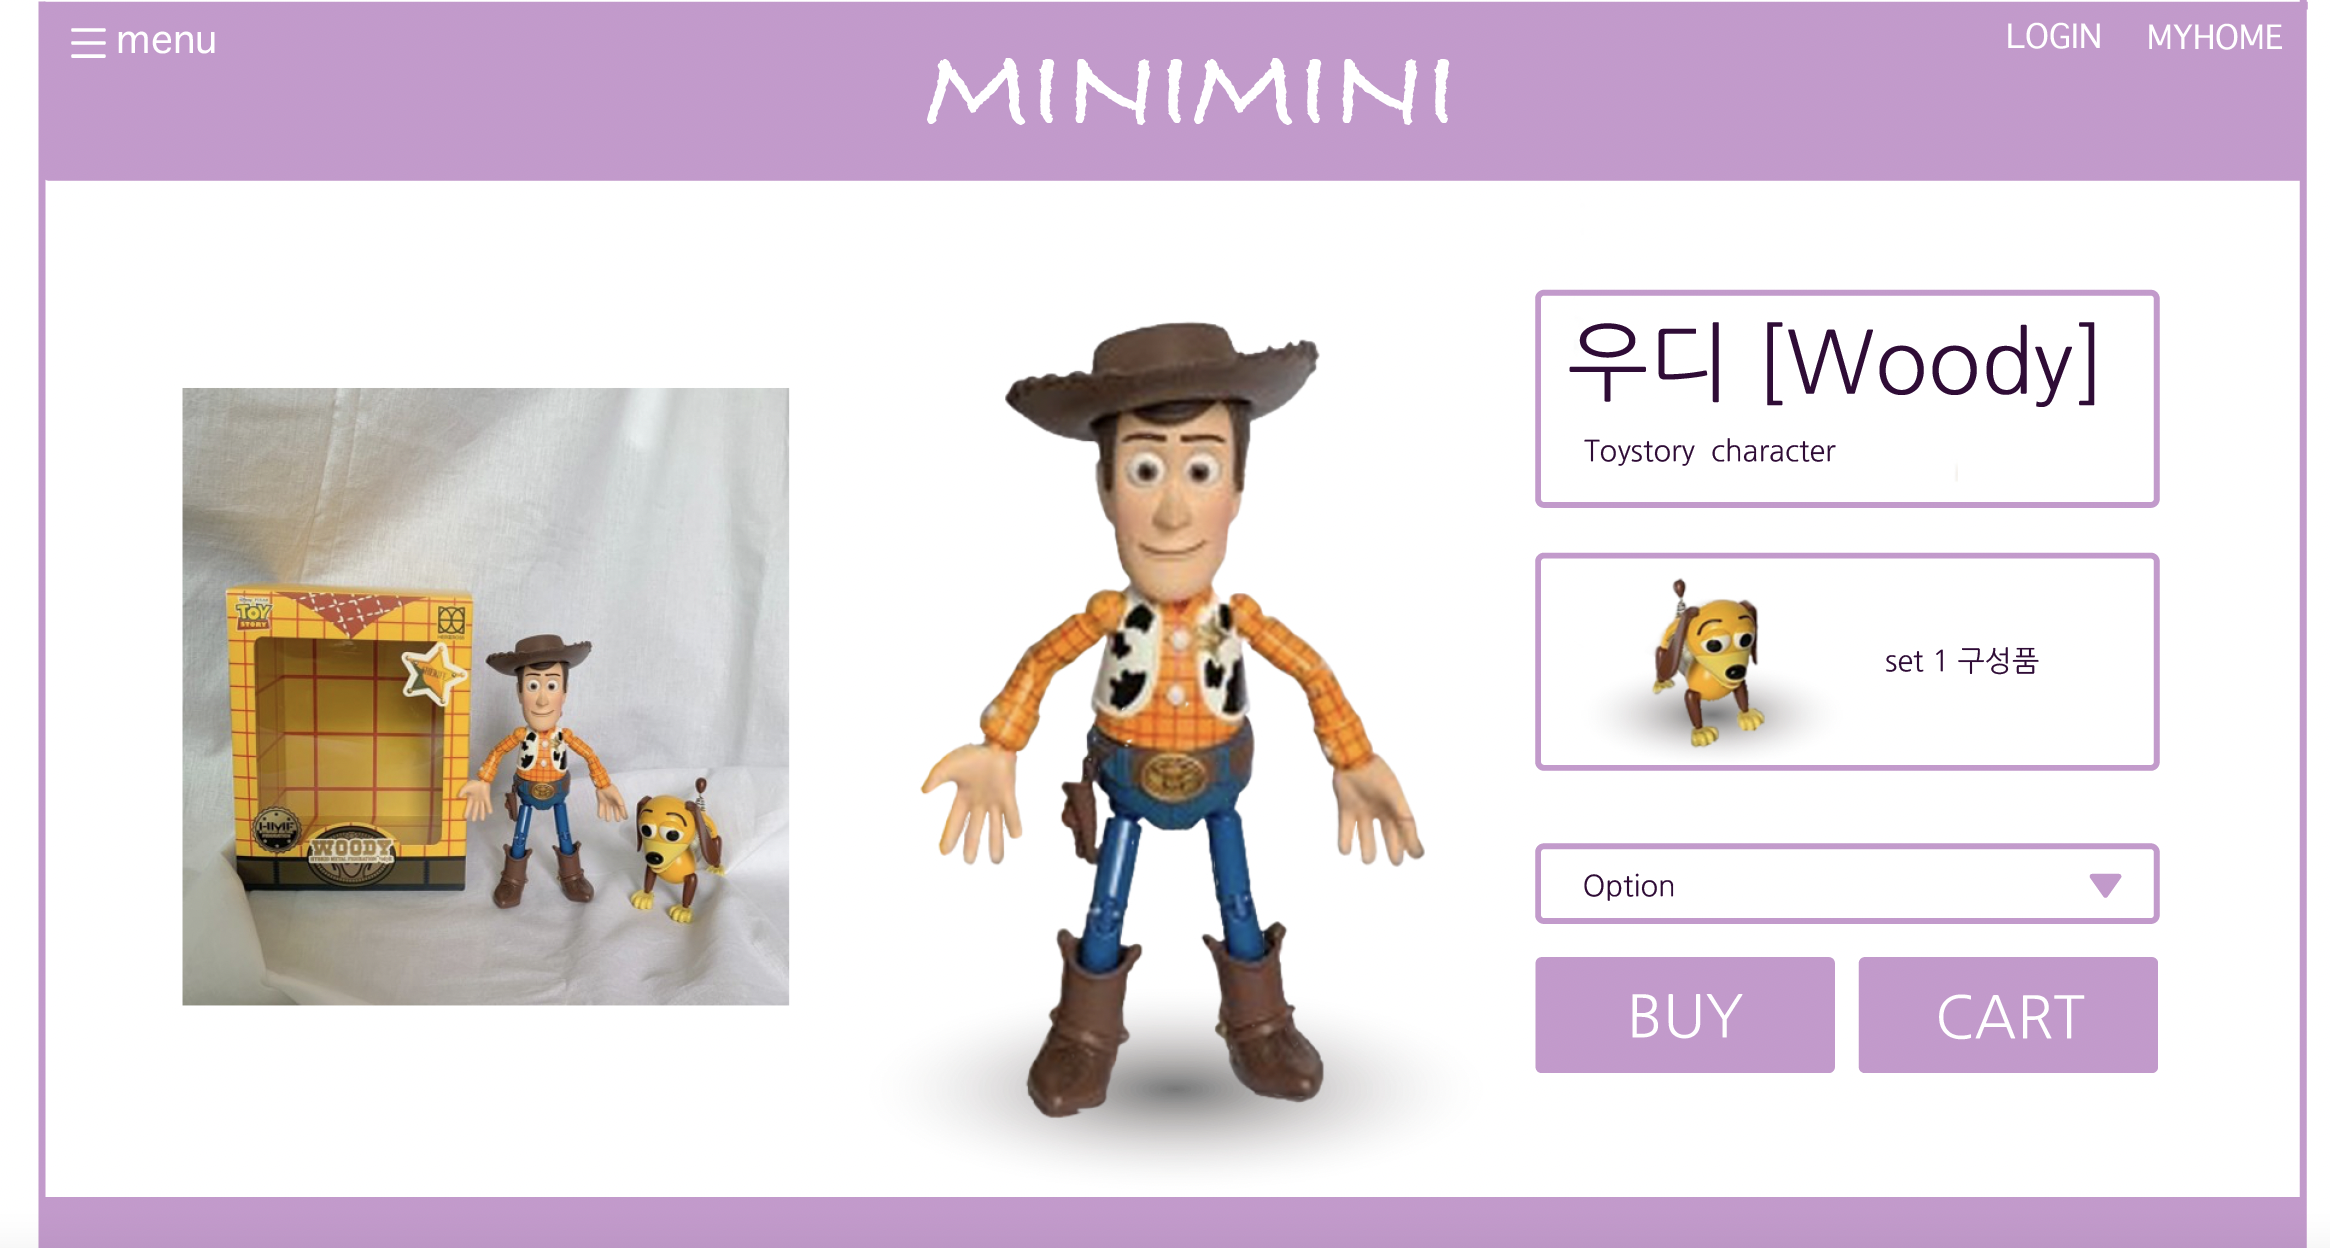 menu
LOGIN MYHOME
MINIMINI
우디 [Woody]
Toystory character
TOY
STORY
HMF
WOODY
set 1 구성품
Option
BUY CART